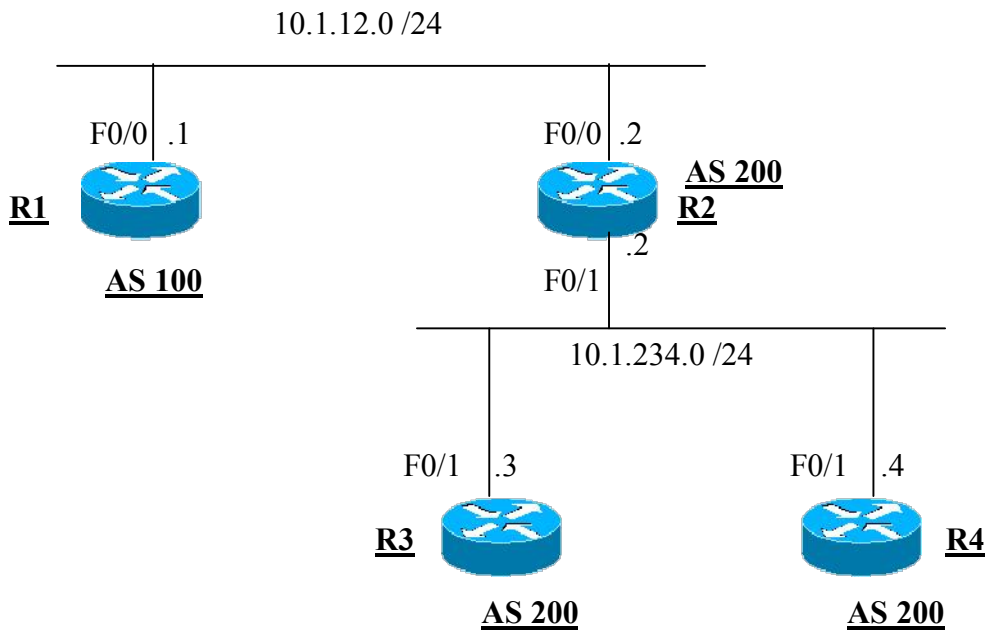 10.1.12.0 /24
F0/0 .1
F0/0 .2
AS 200
R1
R2
.2
AS 100
F0/1
10.1.234.0 /24
F0/1 .3
F0/1 .4
R3
R4
AS 200
AS 200